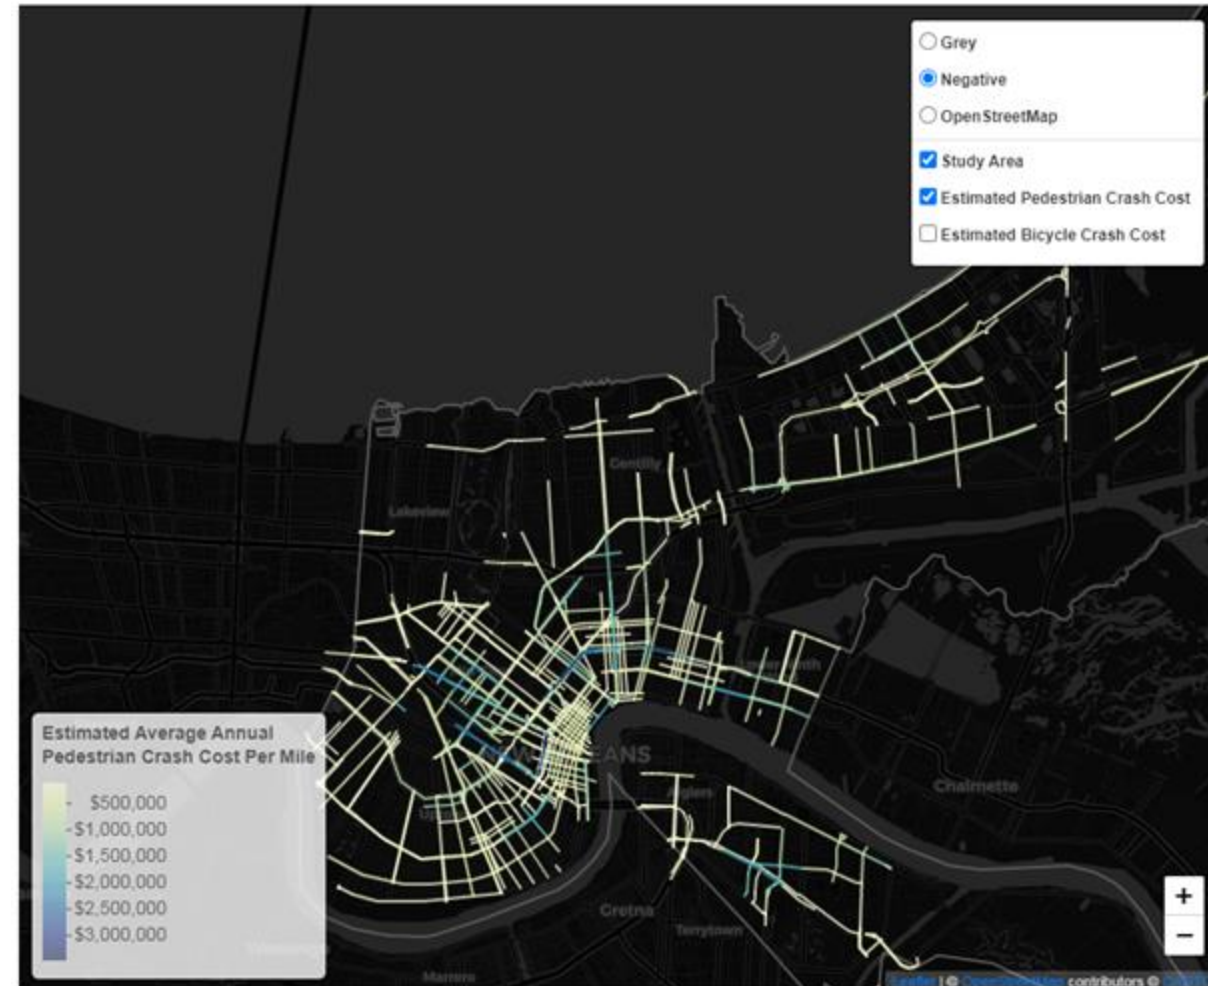 Grey
Negative
OpenStreetMap
Study Area
Estimated Pedestrian Crash Cost
Estimated Bicycle Crash Cost
Gentilly
Lakeview
Estimated Average Annual
Pedestrian Crash Cost Per Mile
$500,000
$1,000,000
$1,500,000
$2,000,000
$2,500,000
$3,000,000
Algiers
Chalmette
Gretna
Terrytown
Marrero
+
−
Leaflet | © OpenStreetMap contributors ©